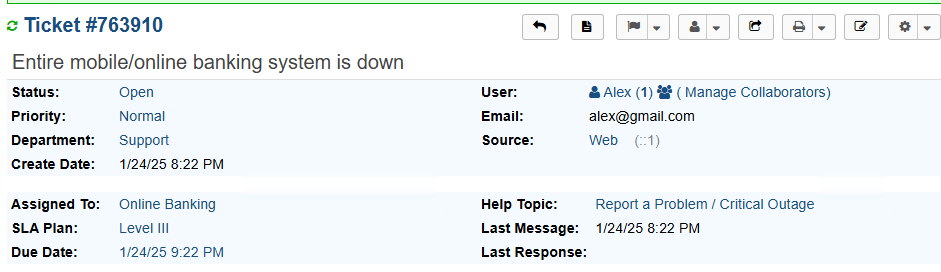 Ticket #763910
Entire mobile/online banking system is down
Status: Open User: Alex (1) ( Manage Collaborators)
Priority: Normal Email: alex@gmail.com
Department: Support Source: Web (::1)
Create Date: 1/24/25 8:22 PM
Assigned To: Online Banking Help Topic: Report a Problem / Critical Outage
SLA Plan: Level III Last Message: 1/24/25 8:22 PM
Due Date: 1/24/25 9:22 PM Last Response: